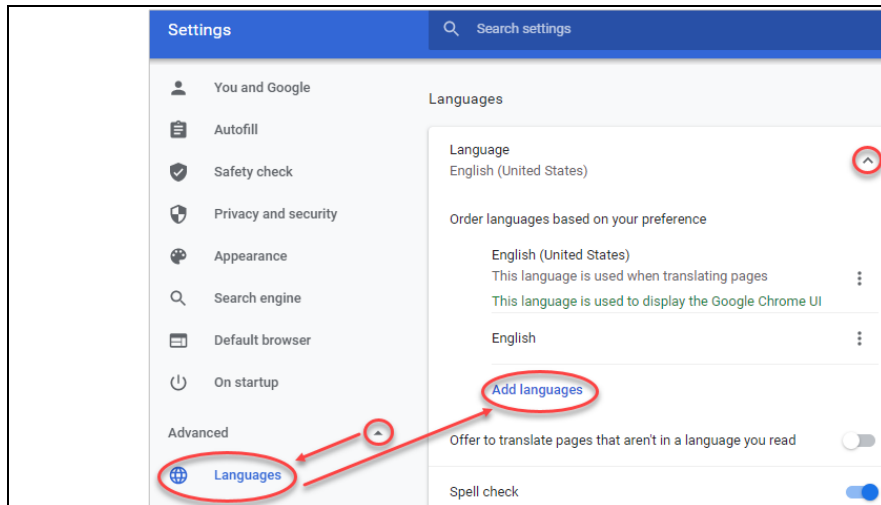 Settings
Search settings
You and Google
Autofill
Safety check
Privacy and security
Appearance
Search engine
Default browser
On startup
Advanced
Languages
Languages
Language
English (United States)
Order languages based on your preference
English (United States)
This language is used when translating pages
This language is used to display the Google Chrome UI
English
Add languages
Offer to translate pages that aren't in a language you read
Spell check